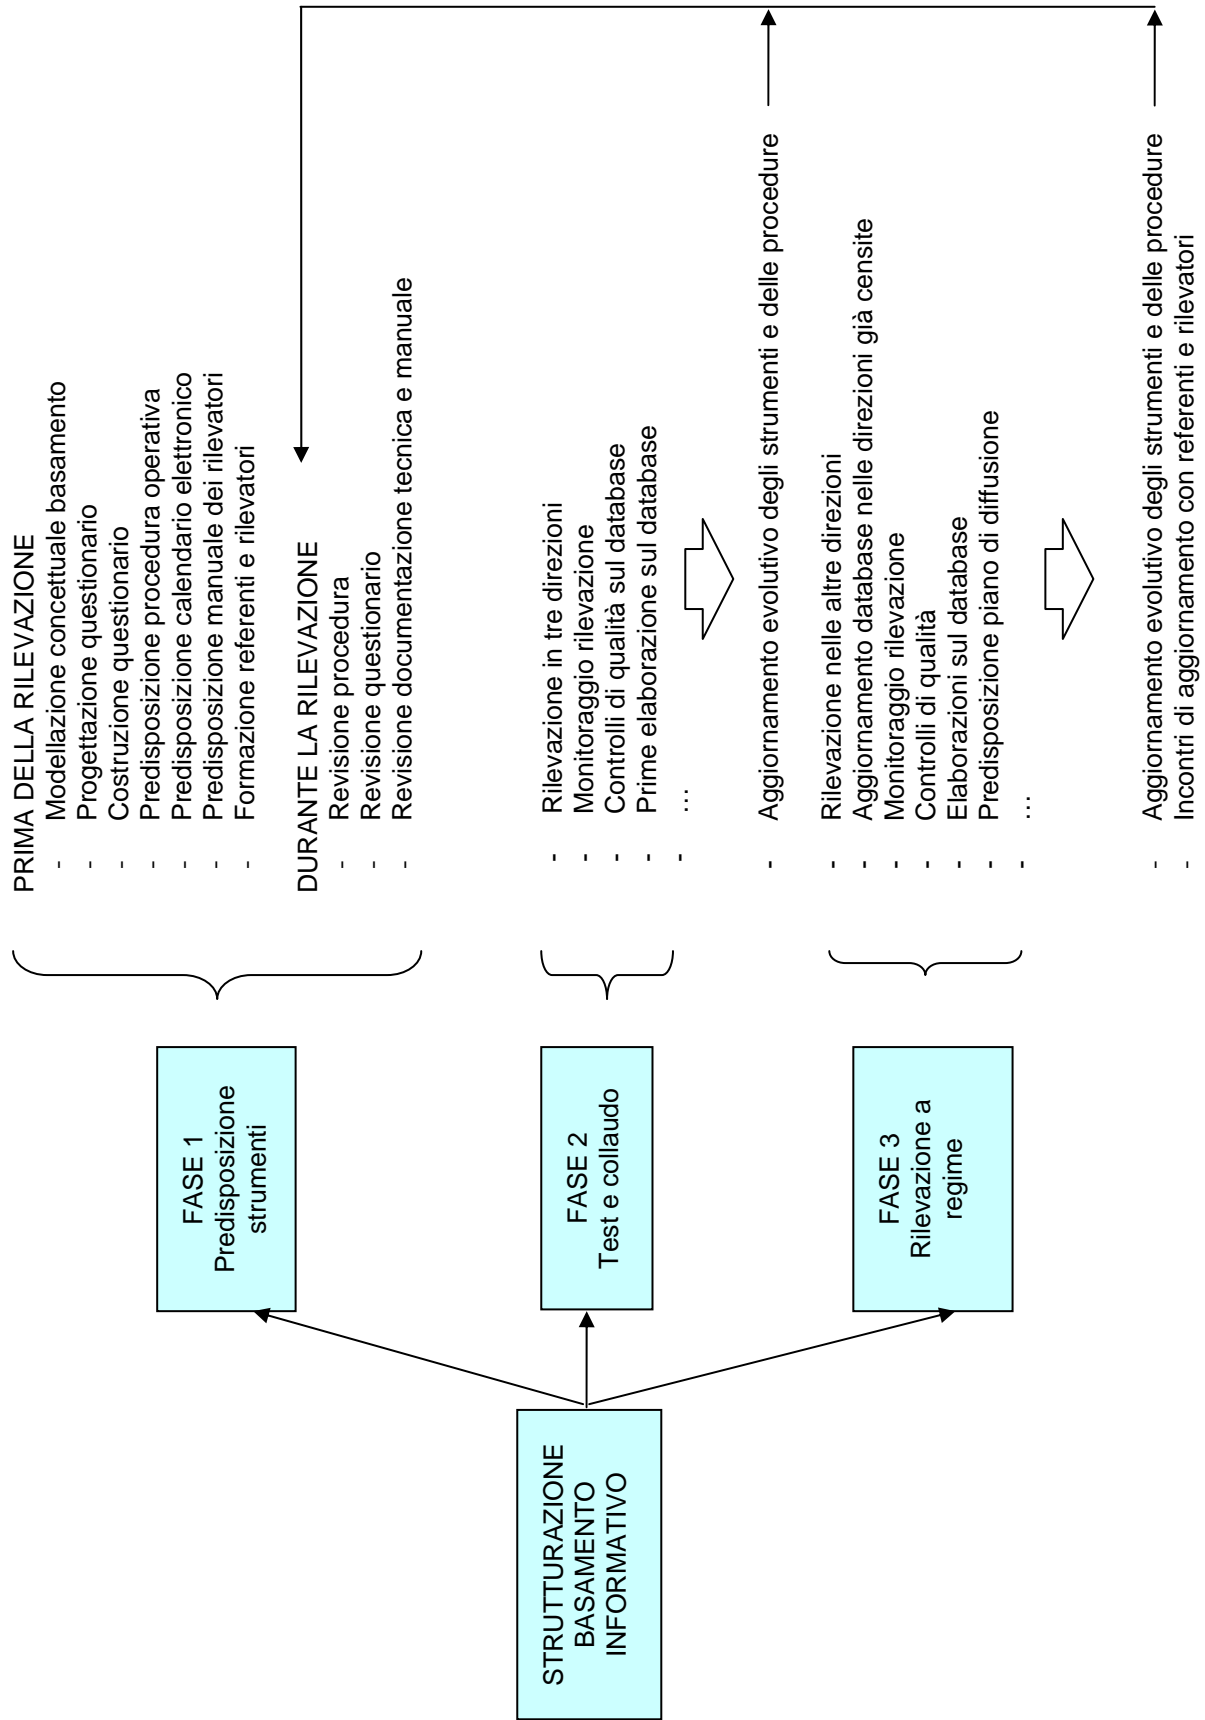 STRUTTURAZIONE
BASAMENTO
INFORMATIVO
FASE 1
Predisposizione
strumenti
PRIMA DELLA RILEVAZIONE
- Modellazione concettuale basamento
- Progettazione questionario
- Costruzione questionario
- Predisposizione procedura operativa
- Predisposizione calendario elettronico
- Predisposizione manuale dei rilevatori
- Formazione referenti e rilevatori
DURANTE LA RILEVAZIONE
- Revisione procedura
- Revisione questionario
- Revisione documentazione tecnica e manuale
FASE 2
Test e collaudo
- Rilevazione in tre direzioni
- Monitoraggio rilevazione
- Controlli di qualità sul database
- Prime elaborazione sul database
- …
- Aggiornamento evolutivo degli strumenti e delle procedure
FASE 3
Rilevazione a
regime
- Rilevazione nelle altre direzioni
- Aggiornamento database nelle direzioni già censite
- Monitoraggio rilevazione
- Controlli di qualità
- Elaborazioni sul database
- Predisposizione piano di diffusione
- …
- Aggiornamento evolutivo degli strumenti e delle procedure
- Incontri di aggiornamento con referenti e rilevatori